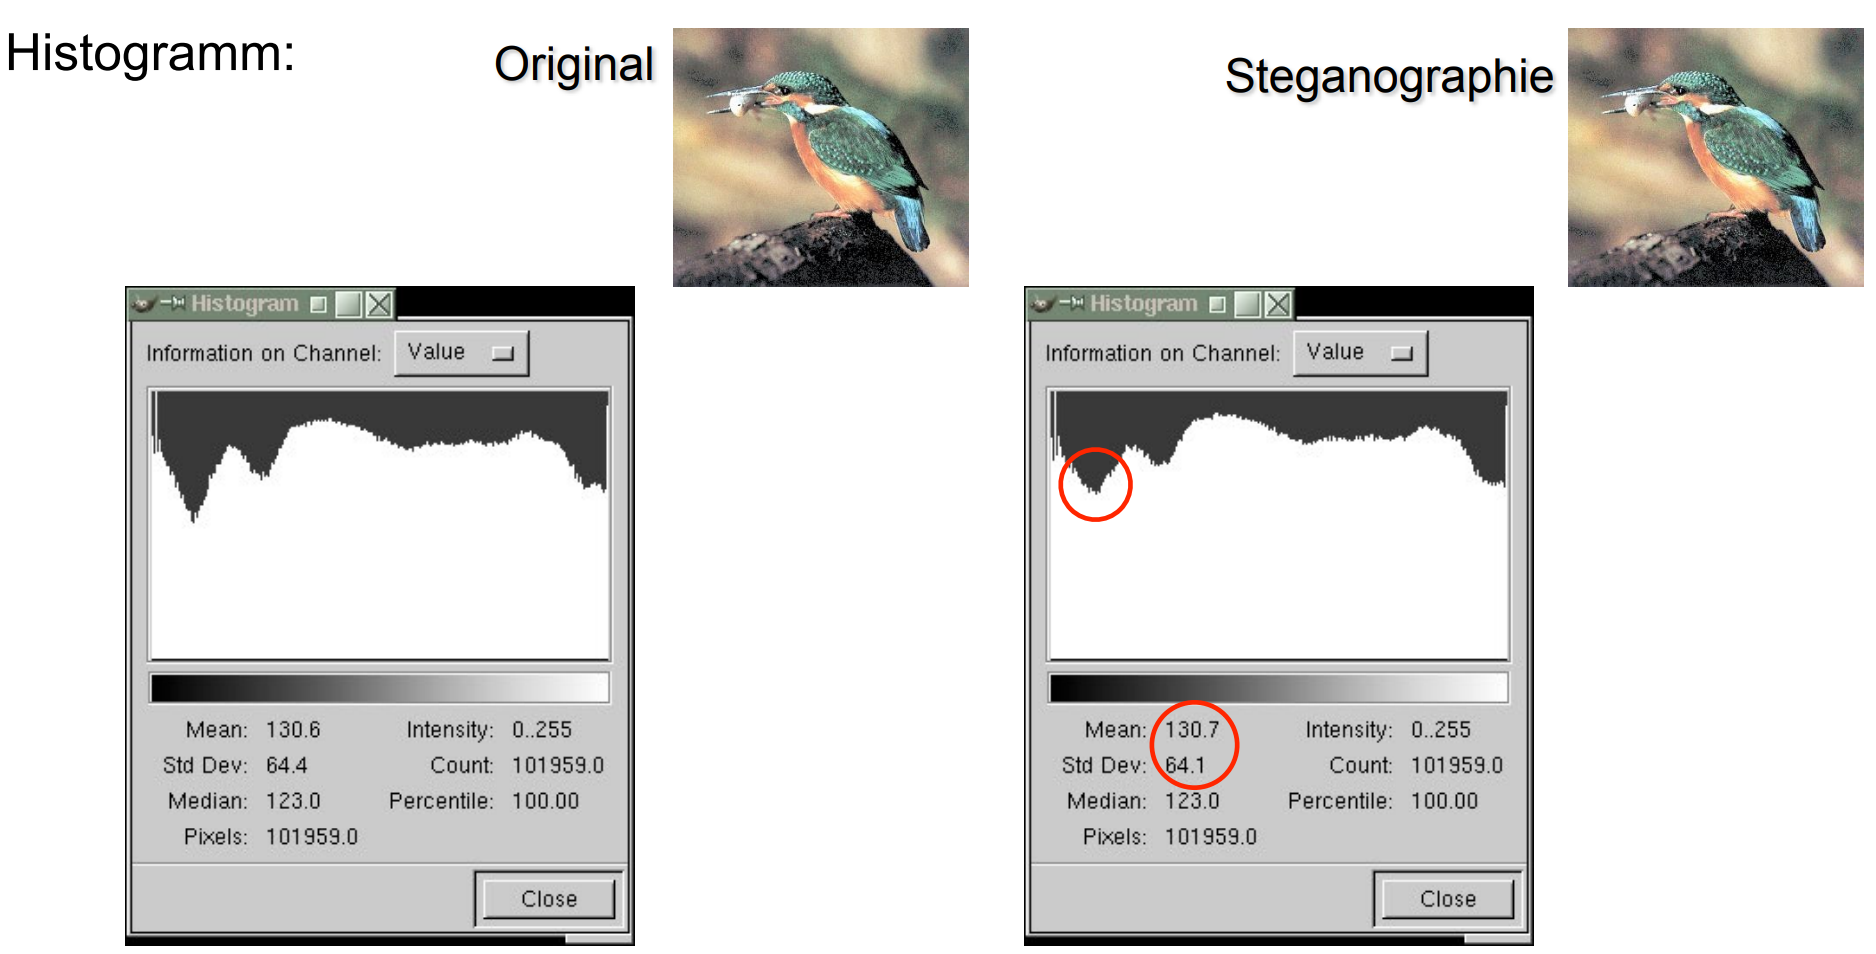 Histogramm:
Original
Steganographie
Histogram
Information on Channel: Value
Mean: 130.6 Intensity: 0..255
Std Dev: 64.4 Count: 101959.0
Median: 123.0 Percentile: 100.00
Pixels: 101959.0
Close
Histogram
Information on Channel: Value
Mean: 130.7 Intensity: 0..255
Std Dev: 64.1 Count: 101959.0
Median: 123.0 Percentile: 100.00
Pixels: 101959.0
Close